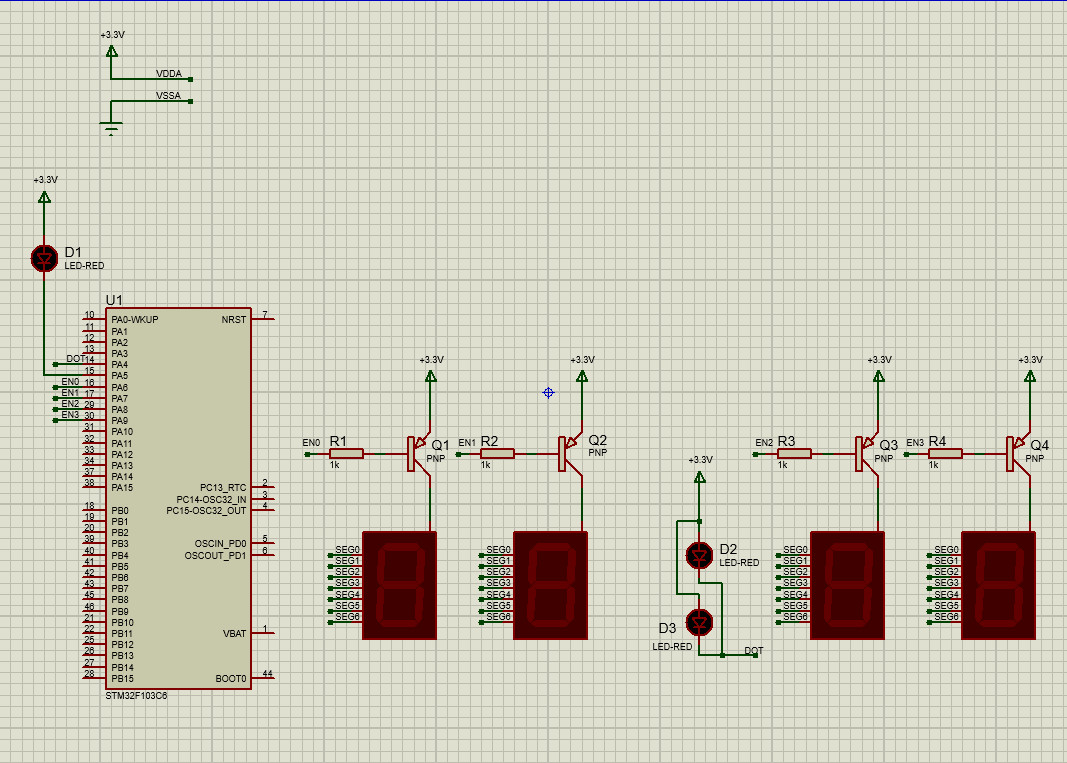 +3.3V
VDDA
VSSA
+3.3V
D1
LED-RED
U1
10 PA0-WKUP NRST 7
11 PA1
12 PA2
13 PA3
DOT 14 PA4
15 PA5
EN0 16 PA6
EN1 17 PA7
EN2 29 PA8
EN3 30 PA9
31 PA10
32 PA11
33 PA12
34 PA13
37 PA14
38 PA15 PC13_RTC 2
PC14-OSC32_IN 3
18 PB0 PC15-OSC32_OUT 4
19 PB1
20 PB2
39 PB3 OSCIN_PD0 5
40 PB4 OSCOUT_PD1 6
41 PB5
42 PB6
43 PB7
45 PB8
46 PB9
21 PB10
22 PB11 VBAT 1
25 PB12
26 PB13
27 PB14
28 PB15 BOOT0 44
STM32F103C6
+3.3V
EN0 R1
1k
Q1
PNP
SEG0
SEG1
SEG2
SEG3
SEG4
SEG5
SEG6
+3.3V
EN1 R2
1k
Q2
PNP
SEG0
SEG1
SEG2
SEG3
SEG4
SEG5
SEG6
+3.3V
D2
LED-RED
D3
LED-RED
DOT
+3.3V
EN2 R3
1k
Q3
PNP
SEG0
SEG1
SEG2
SEG3
SEG4
SEG5
SEG6
+3.3V
EN3 R4
1k
Q4
PNP
SEG0
SEG1
SEG2
SEG3
SEG4
SEG5
SEG6